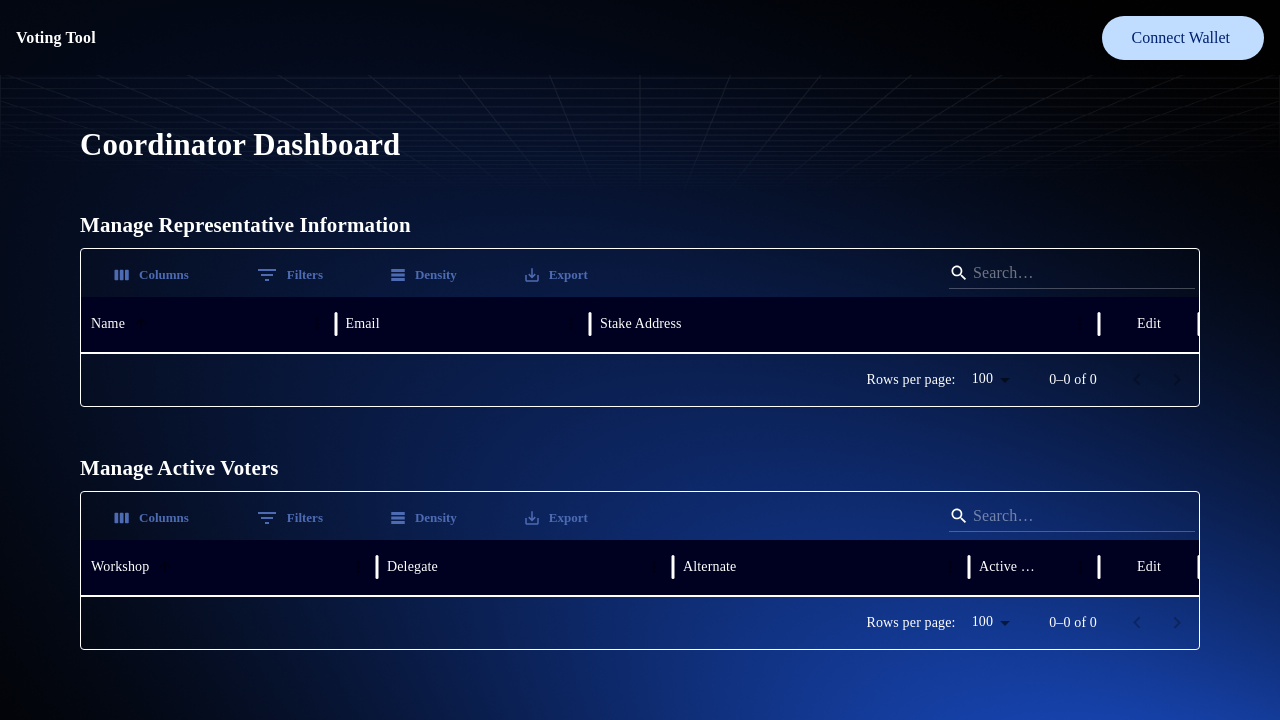 Voting Tool
Connect Wallet
Coordinator Dashboard
Manage Representative Information
Columns Filters Density Export Search…
Name Email Stake Address Edit
Rows per page: 100 0–0 of 0
Manage Active Voters
Columns Filters Density Export Search…
Workshop Delegate Alternate Active … Edit
Rows per page: 100 0–0 of 0